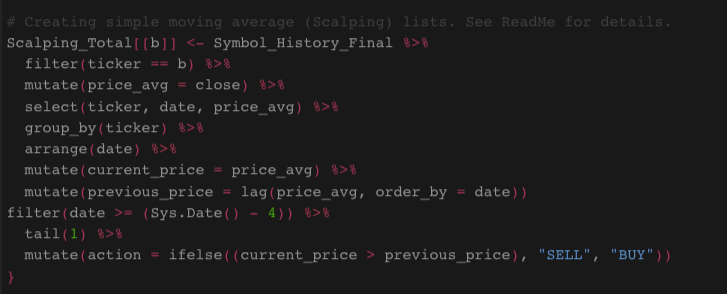 # Creating simple moving average (Scalping) lists. See ReadMe for details.
Scalping_Total[[b]] <- Symbol_History_Final %>%
filter(ticker == b) %>%
mutate(price_avg = close) %>%
select(ticker, date, price_avg) %>%
group_by(ticker) %>%
arrange(date) %>%
mutate(current_price = price_avg) %>%
mutate(previous_price = lag(price_avg, order_by = date))
filter(date >= (Sys.Date() - 4)) %>%
tail(1) %>%
mutate(action = ifelse((current_price > previous_price), "SELL", "BUY"))
}